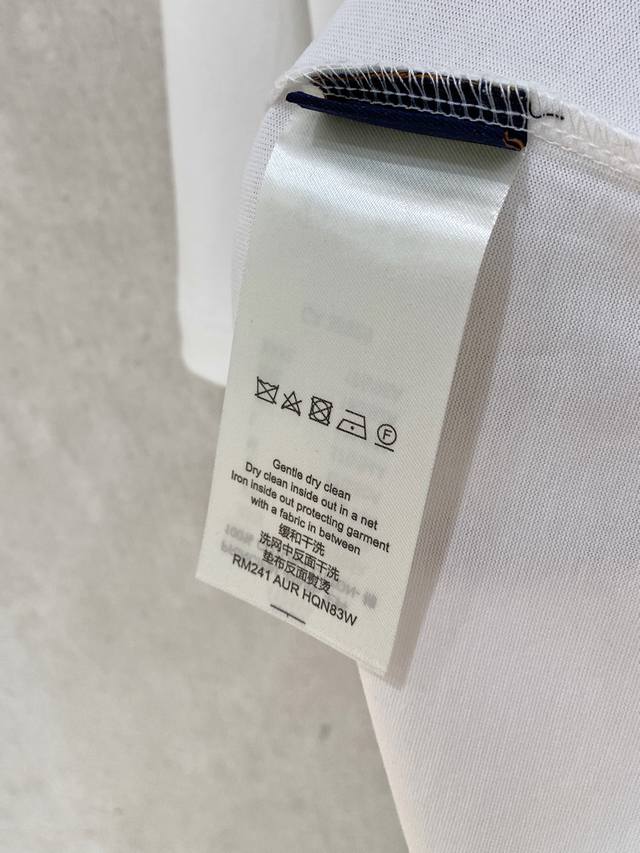 F
Gentle dry clean
Dry clean inside out in a net
Iron inside out protecting garment
with a fabric in between
缓和干洗
洗网中反面干洗
垫布反面熨烫
RM241 AUR HQN83W